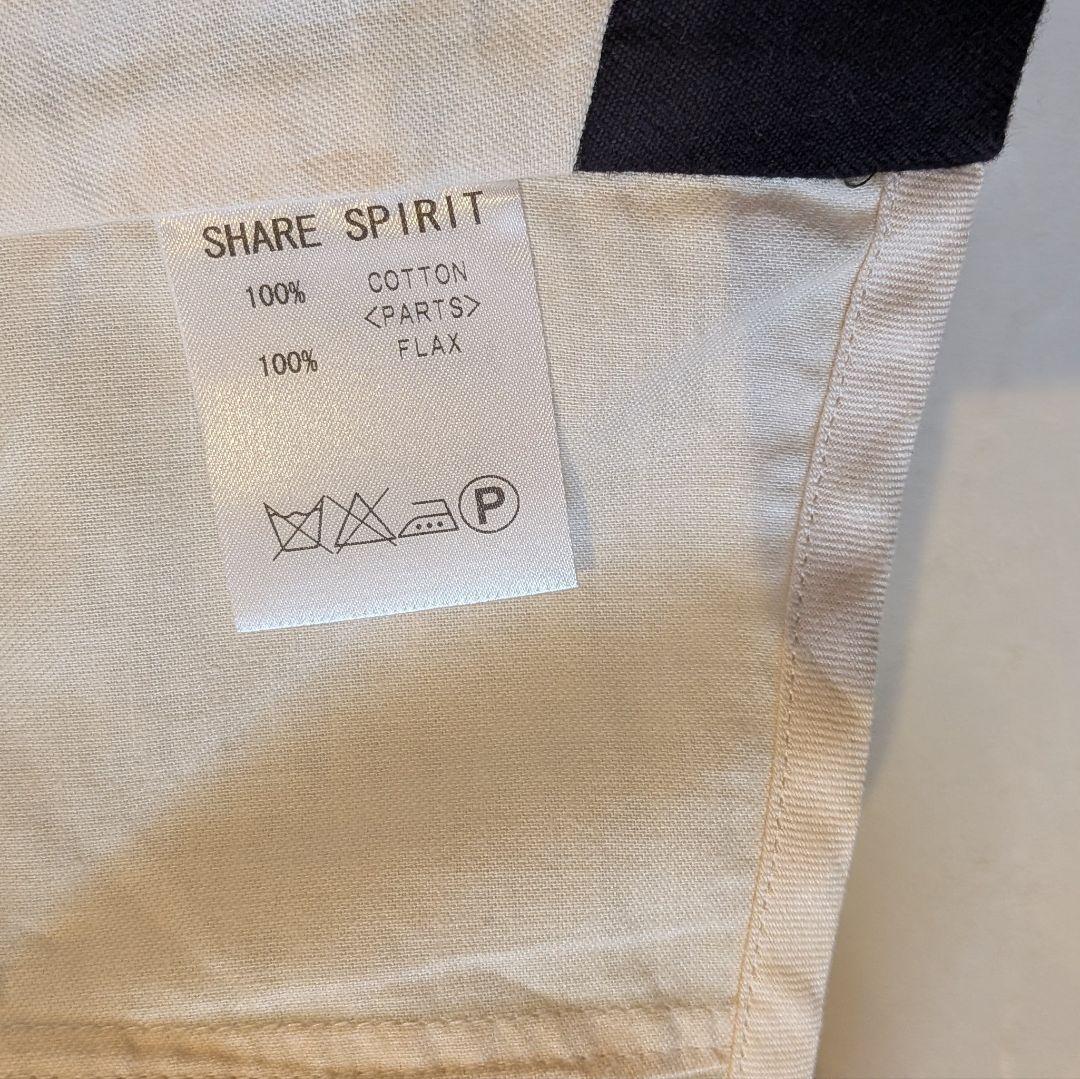 SHARE SPIRIT
100% COTTON
<PARTS>
100% FLAX
P